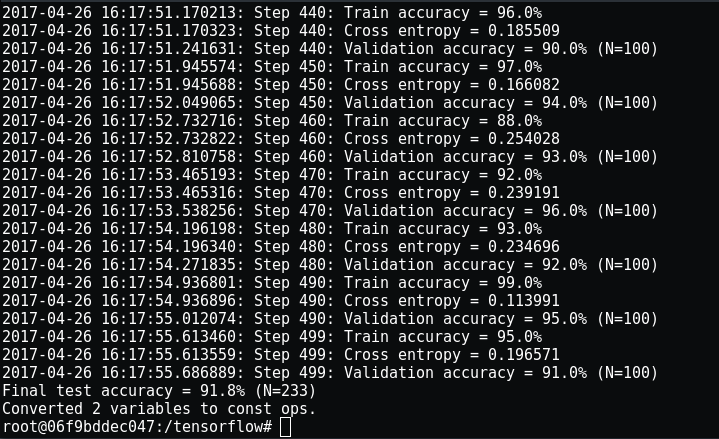 2017-04-26 16:17:51.170213: Step 440: Train accuracy = 96.0%
2017-04-26 16:17:51.170323: Step 440: Cross entropy = 0.185509
2017-04-26 16:17:51.241631: Step 440: Validation accuracy = 90.0% (N=100)
2017-04-26 16:17:51.945574: Step 450: Train accuracy = 97.0%
2017-04-26 16:17:51.945688: Step 450: Cross entropy = 0.166082
2017-04-26 16:17:52.049065: Step 450: Validation accuracy = 94.0% (N=100)
2017-04-26 16:17:52.732716: Step 460: Train accuracy = 88.0%
2017-04-26 16:17:52.732822: Step 460: Cross entropy = 0.254028
2017-04-26 16:17:52.810758: Step 460: Validation accuracy = 93.0% (N=100)
2017-04-26 16:17:53.465193: Step 470: Train accuracy = 92.0%
2017-04-26 16:17:53.465316: Step 470: Cross entropy = 0.239191
2017-04-26 16:17:53.538256: Step 470: Validation accuracy = 96.0% (N=100)
2017-04-26 16:17:54.196198: Step 480: Train accuracy = 93.0%
2017-04-26 16:17:54.196340: Step 480: Cross entropy = 0.234696
2017-04-26 16:17:54.271835: Step 480: Validation accuracy = 92.0% (N=100)
2017-04-26 16:17:54.936801: Step 490: Train accuracy = 99.0%
2017-04-26 16:17:54.936896: Step 490: Cross entropy = 0.113991
2017-04-26 16:17:55.012074: Step 490: Validation accuracy = 95.0% (N=100)
2017-04-26 16:17:55.613460: Step 499: Train accuracy = 95.0%
2017-04-26 16:17:55.613559: Step 499: Cross entropy = 0.196571
2017-04-26 16:17:55.686889: Step 499: Validation accuracy = 91.0% (N=100)
Final test accuracy = 91.8% (N=233)
Converted 2 variables to const ops.
root@06f9bddec047:/tensorflow#